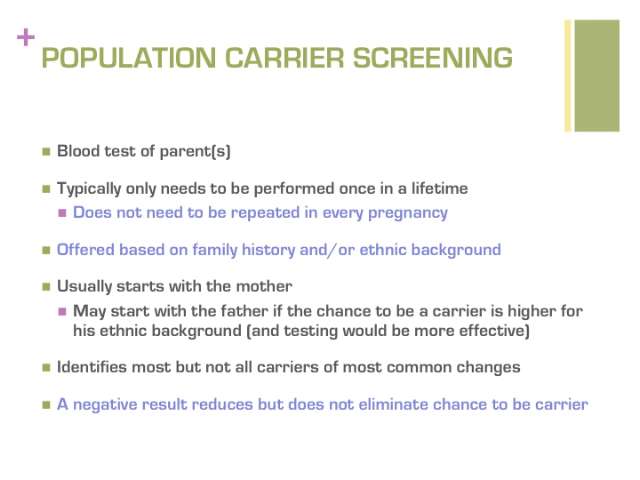 +
POPULATION CARRIER SCREENING
■ Blood test of parent(s)
■ Typically only needs to be performed once in a lifetime
■ Does not need to be repeated in every pregnancy
■ Offered based on family history and/or ethnic background
■ Usually starts with the mother
■ May start with the father if the chance to be a carrier is higher for
his ethnic background (and testing would be more effective)
■ Identifies most but not all carriers of most common changes
■ A negative result reduces but does not eliminate chance to be carrier